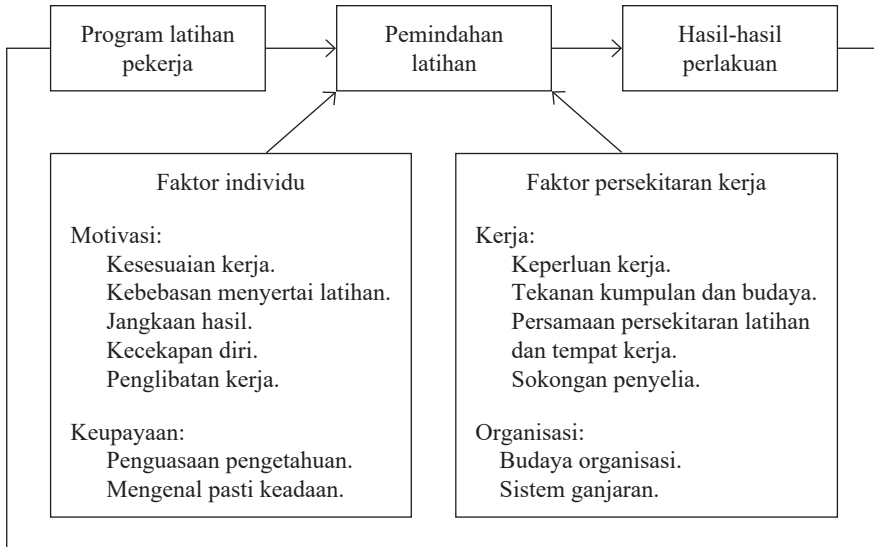 Program latihan
pekerja
Pemindahan
latihan
Hasil-hasil
perlakuan
Faktor individu
Motivasi:
Kesesuaian kerja.
Kebebasan menyertai latihan.
Jangkaan hasil.
Kecekapan diri.
Penglibatan kerja.
Keupayaan:
Penguasaan pengetahuan.
Mengenal pasti keadaan.
Faktor persekitaran kerja
Kerja:
Keperluan kerja.
Tekanan kumpulan dan budaya.
Persamaan persekitaran latihan
dan tempat kerja.
Sokongan penyelia.
Organisasi:
Budaya organisasi.
Sistem ganjaran.